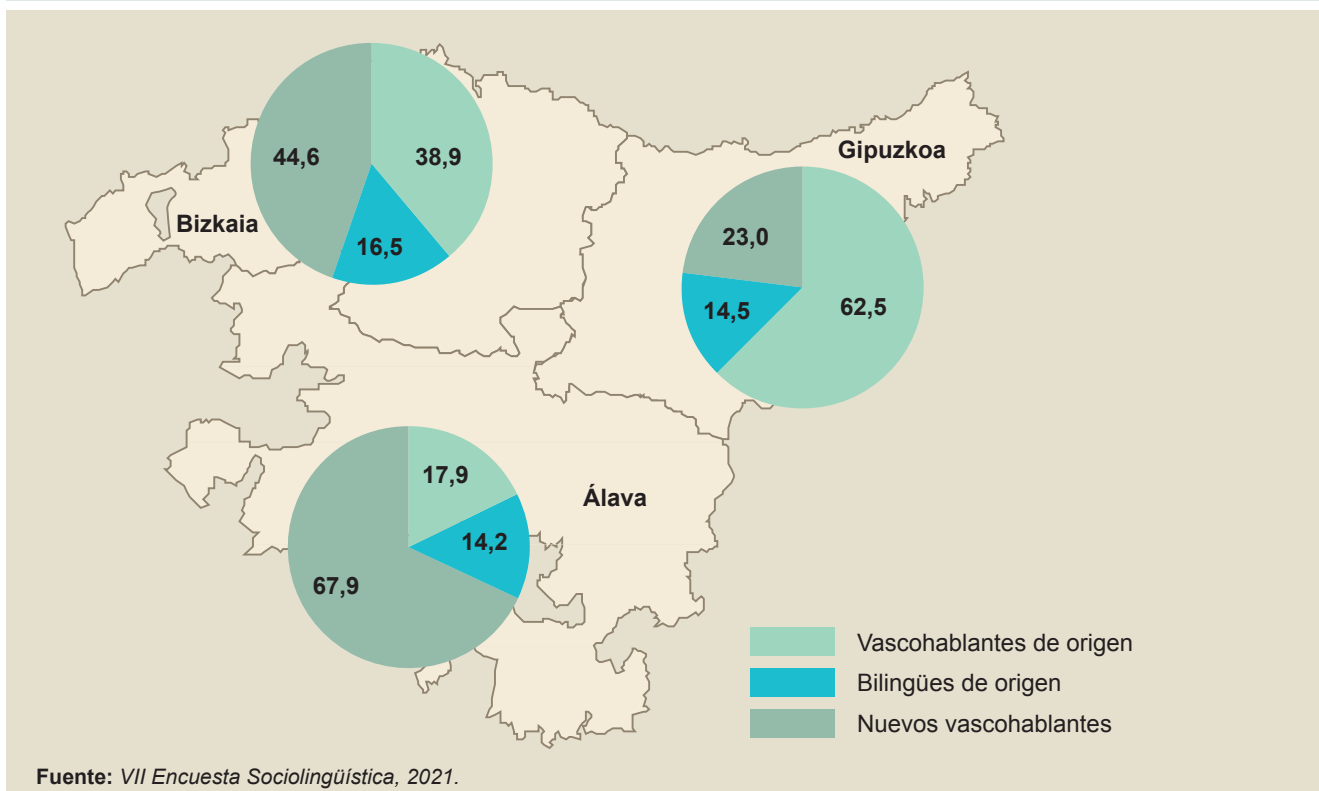 44,6
38,9
16,5
Bizkaia
Gipuzkoa
23,0
14,5
62,5
17,9
14,2
67,9
Álava
Vascohablantes de origen
Bilingües de origen
Nuevos vascohablantes
Fuente: VII Encuesta Sociolingüística, 2021.